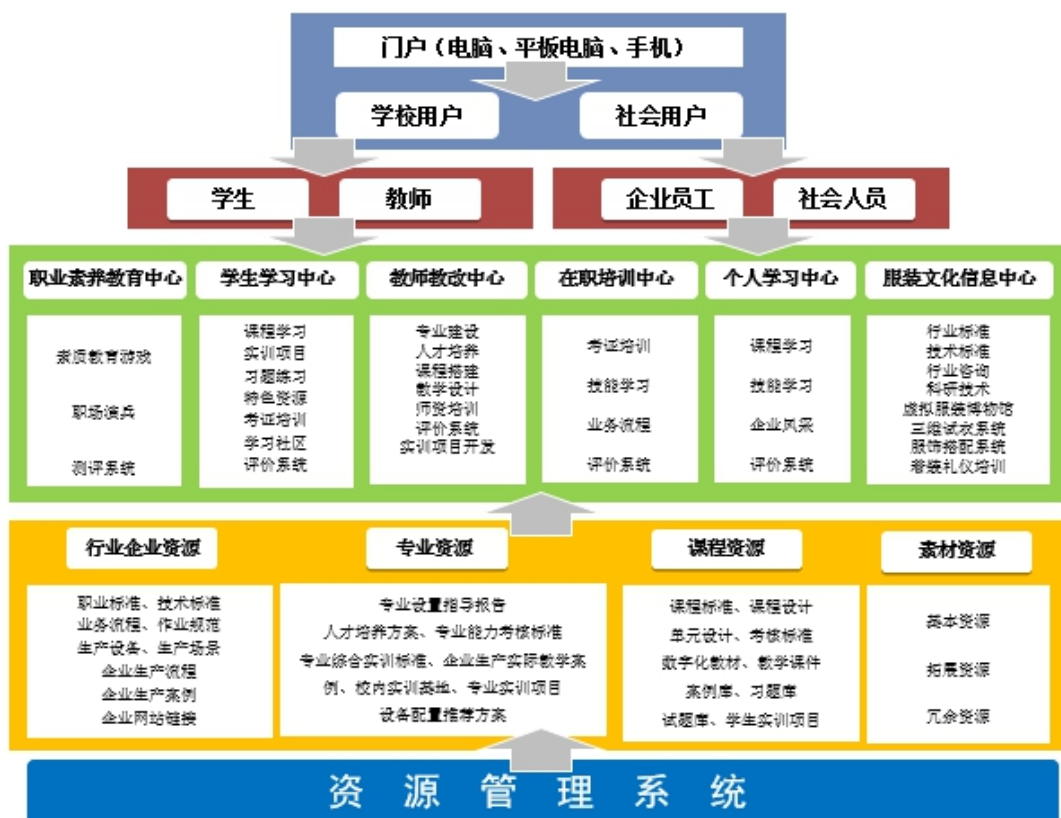 门户（电脑、平板电脑、手机）
学校用户
社会用户
学生
教师
企业员工
社会人员
职业素养教育中心
学生学习中心
教师教改中心
在职培训中心
个人学习中心
服装文化信息中心
素质教育游戏
职场演兵
测评系统
课程学习
实训项目
习题练习
特色资源
考证培训
学习社区
评价系统
专业建设
人才培养
课程搭建
教学设计
师资培训
评价系统
实训项目开发
考证培训
技能学习
业务流程
评价系统
课程学习
技能学习
企业风采
评价系统
行业标准
技术标准
行业咨询
科研技术
虚拟服装博物馆
三维试衣系统
服饰搭配系统
着装礼仪培训
行业企业资源
专业资源
课程资源
素材资源
职业标准、技术标准
业务流程、作业规范
生产设备、生产场景
企业生产流程
企业生产案例
企业网站链接
专业设置指导报告
人才培养方案、专业能力考核标准
专业综合实训标准、企业生产实际教学案
例、校内实训基地、专业实训项目
设备配置推荐方案
课程标准、课程设计
单元设计、考核标准
数字化教材、教学课件
案例库、习题库
试题库、学生实训项目
基本资源
拓展资源
冗余资源
资源管理系统